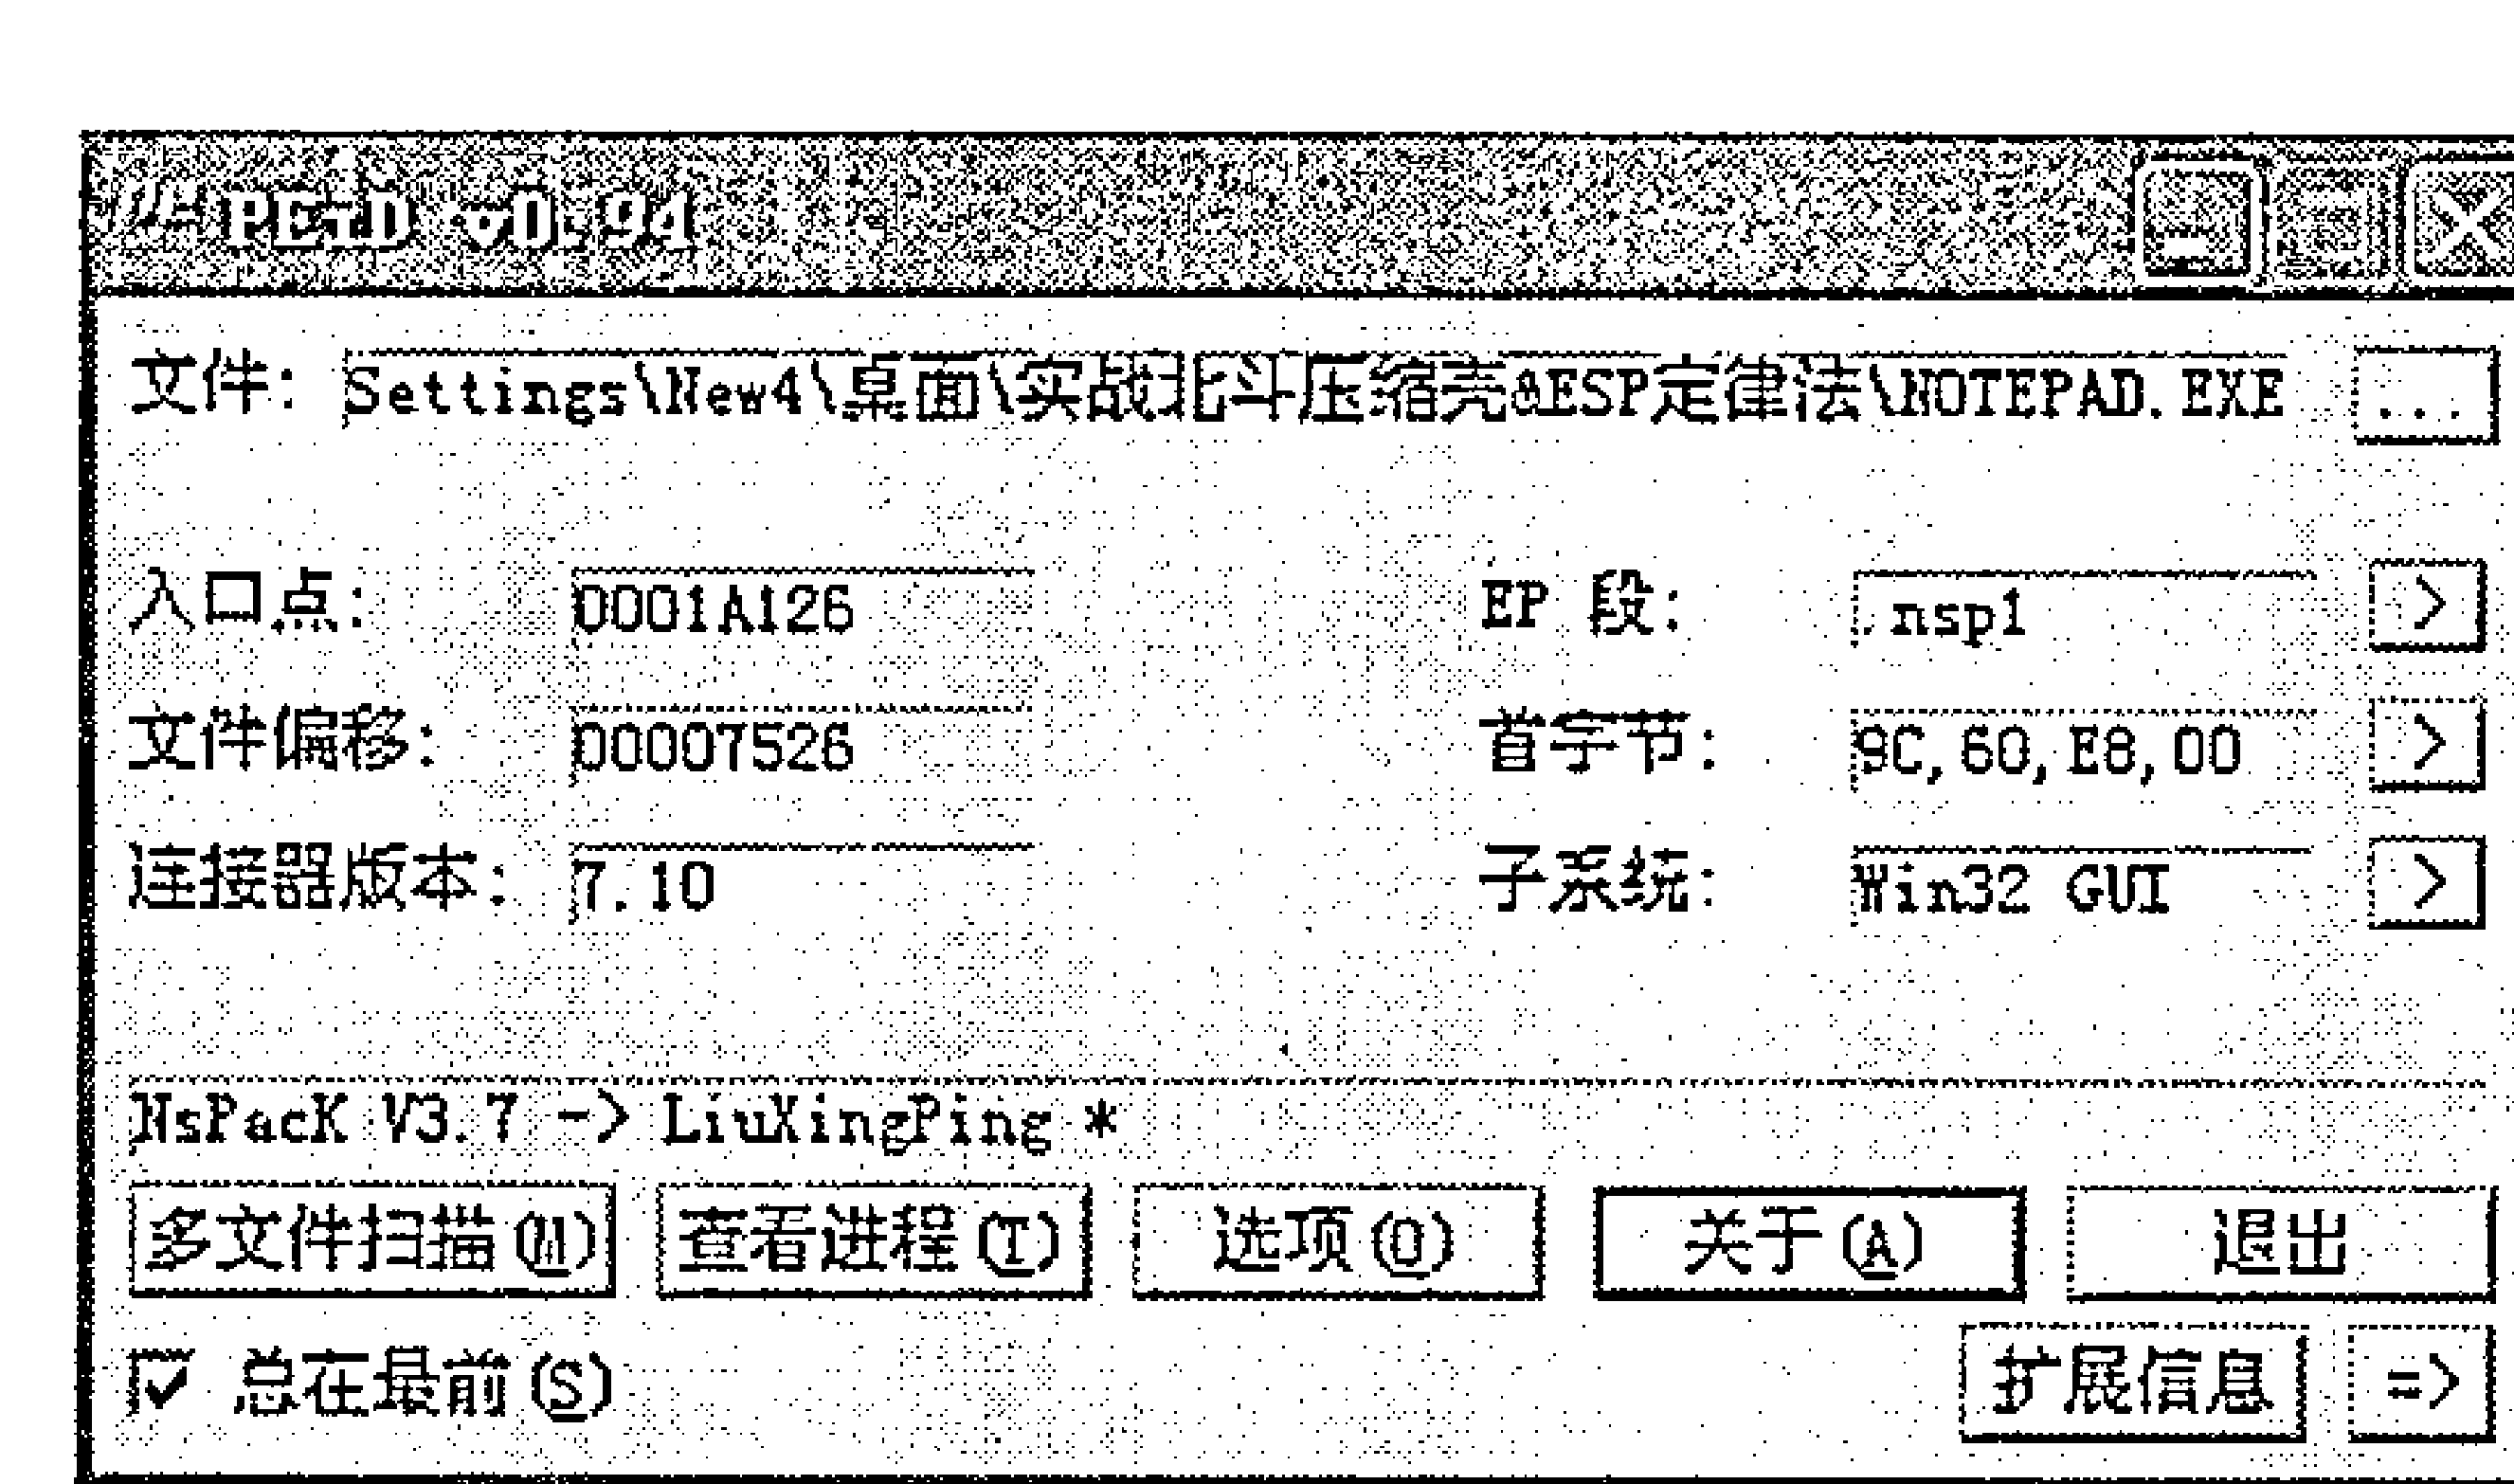 PEiD v0.94
文件: Settings\New4\桌面\实战北斗压缩壳&ESP定律法\NOTEPAD.EXE ...
入口点: 0001A126 EP 段: .nsp1 >
文件偏移: 00007526 首字节: 9C,60,E8,00 >
连接器版本: 7.10 子系统: Win32 GUI >
NsPacK V3.7 -> LiuXingPing *
多文件扫描(M) 查看进程(T) 选项(O) 关于(A) 退出
总在最前(S) 扩展信息 =>